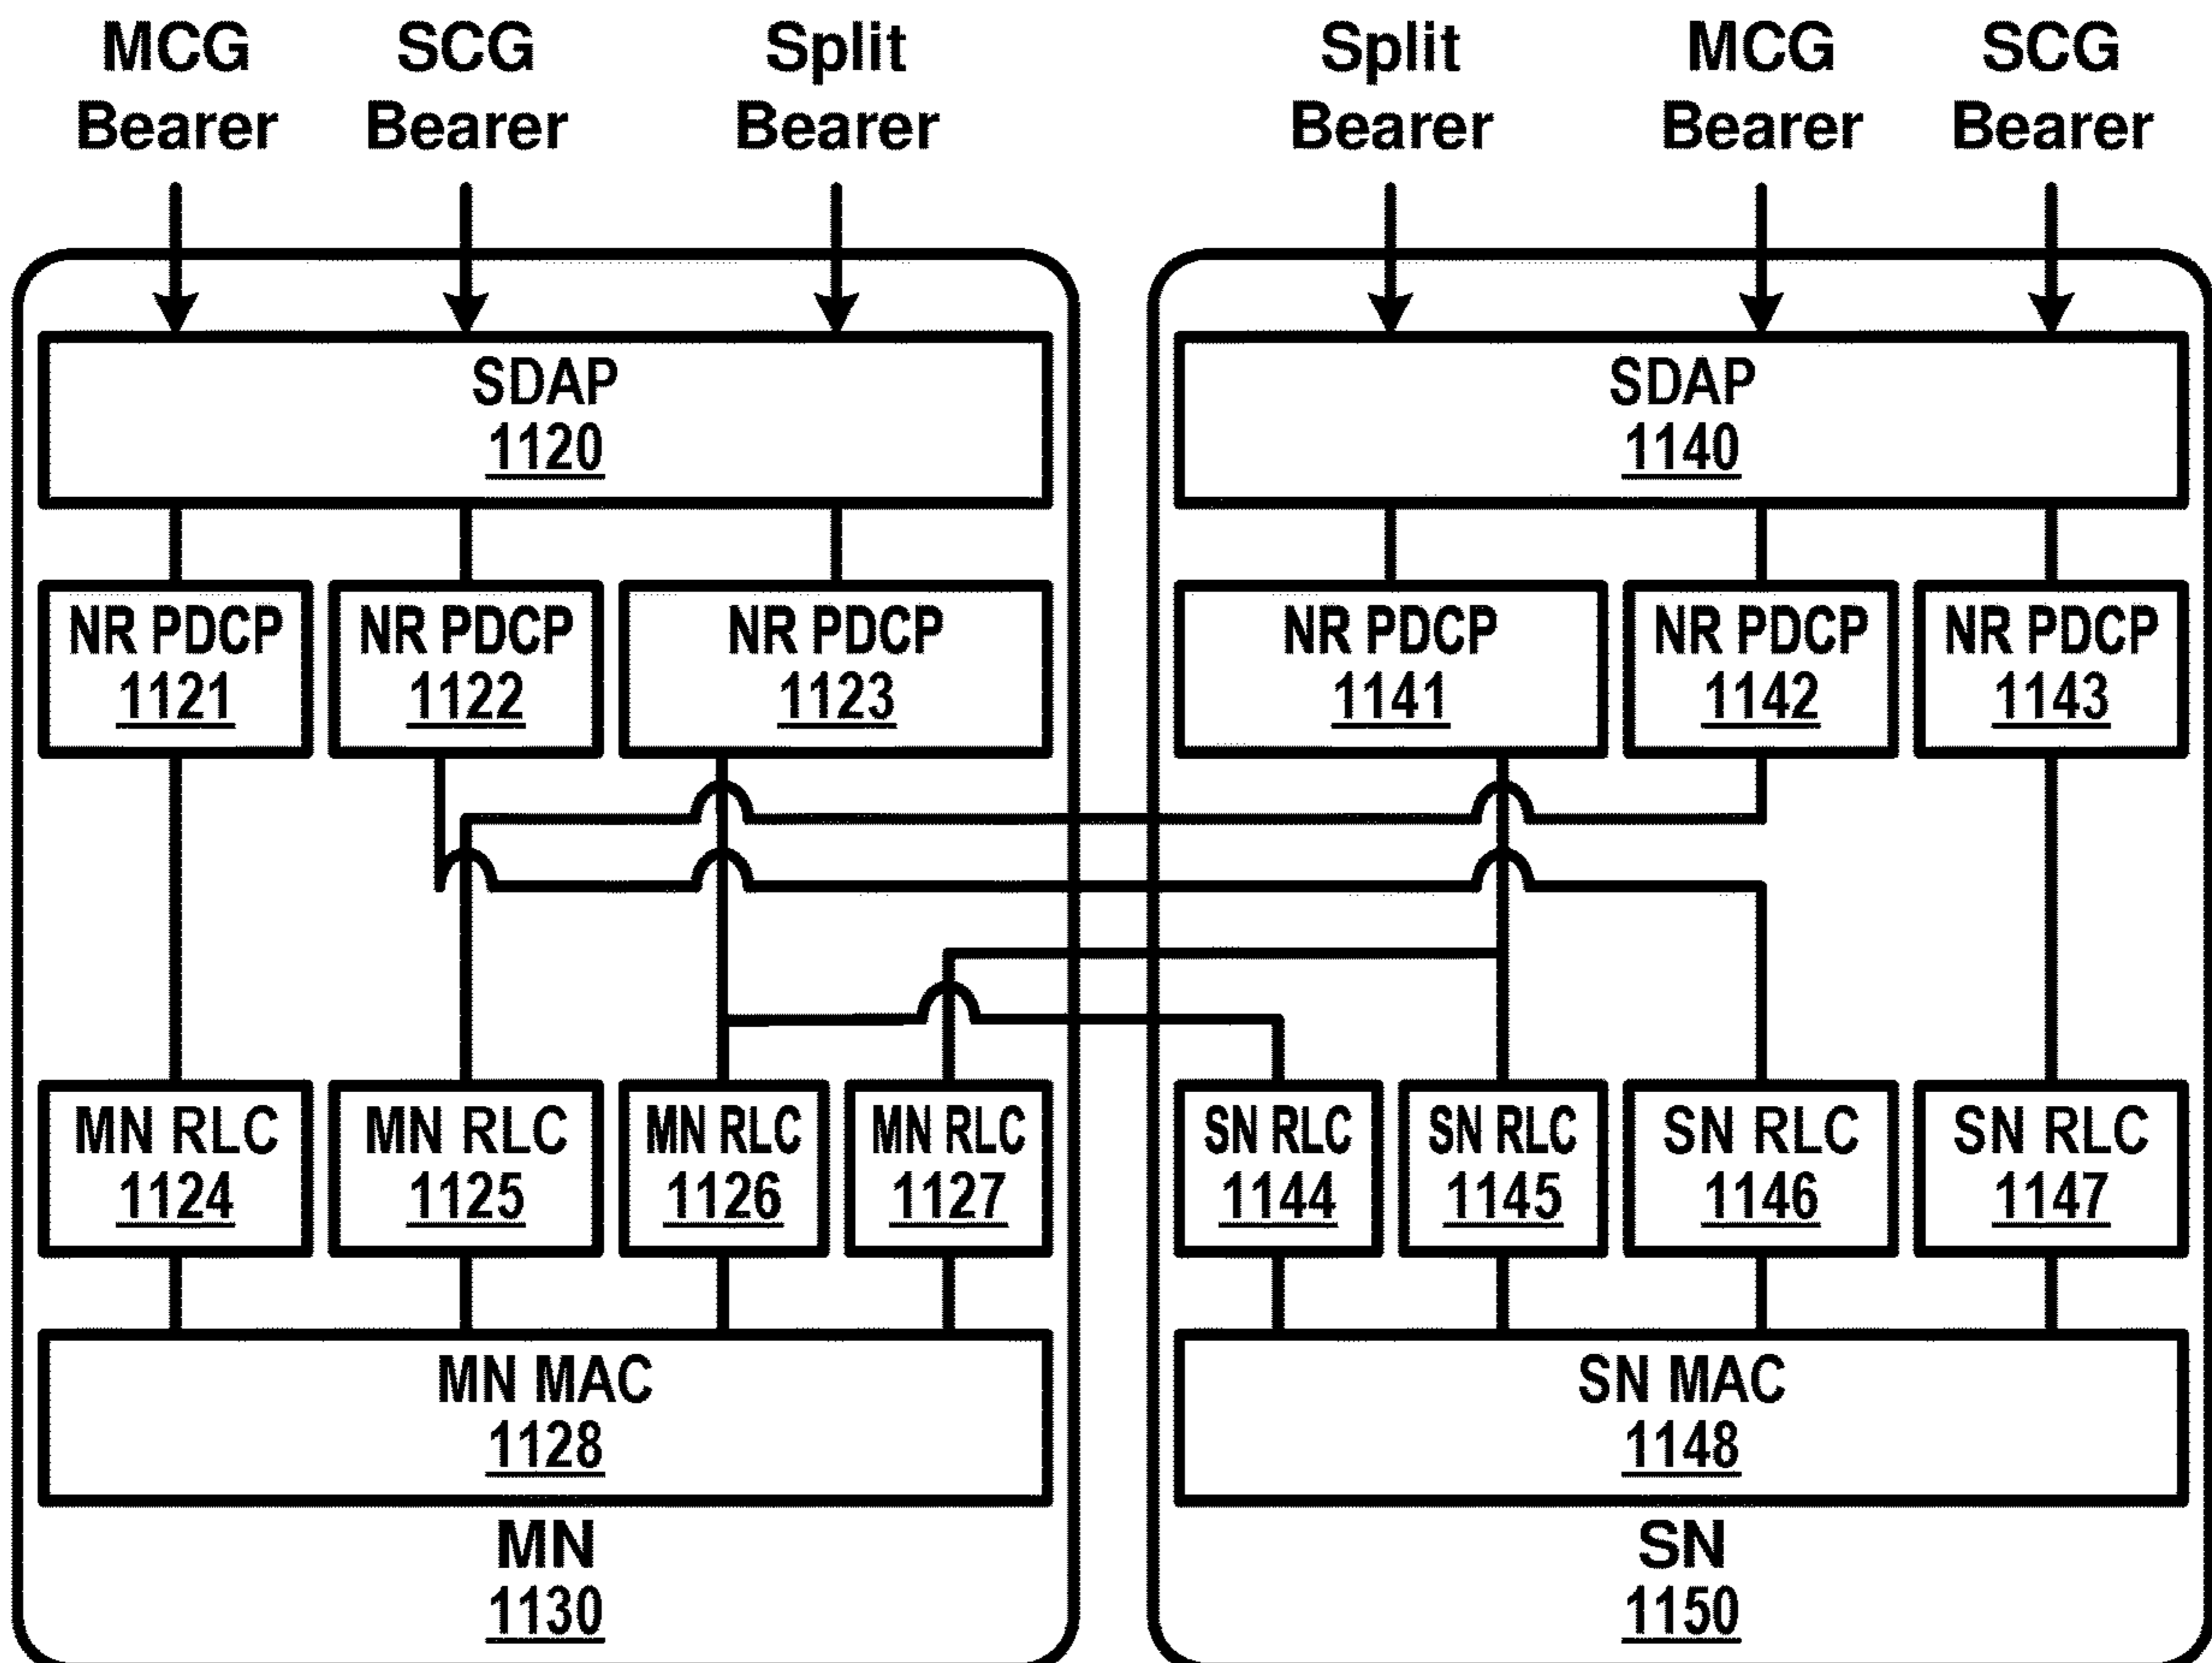 MCG
Bearer
SCG
Bearer
Split
Bearer
Split
Bearer
MCG
Bearer
SCG
Bearer
SDAP
1120
SDAP
1140
NR PDCP
1121
NR PDCP
1122
NR PDCP
1123
NR PDCP
1141
NR PDCP
1142
NR PDCP
1143
MN RLC
1124
MN RLC
1125
MN RLC
1126
MN RLC
1127
SN RLC
1144
SN RLC
1145
SN RLC
1146
SN RLC
1147
MN MAC
1128
SN MAC
1148
MN
1130
SN
1150